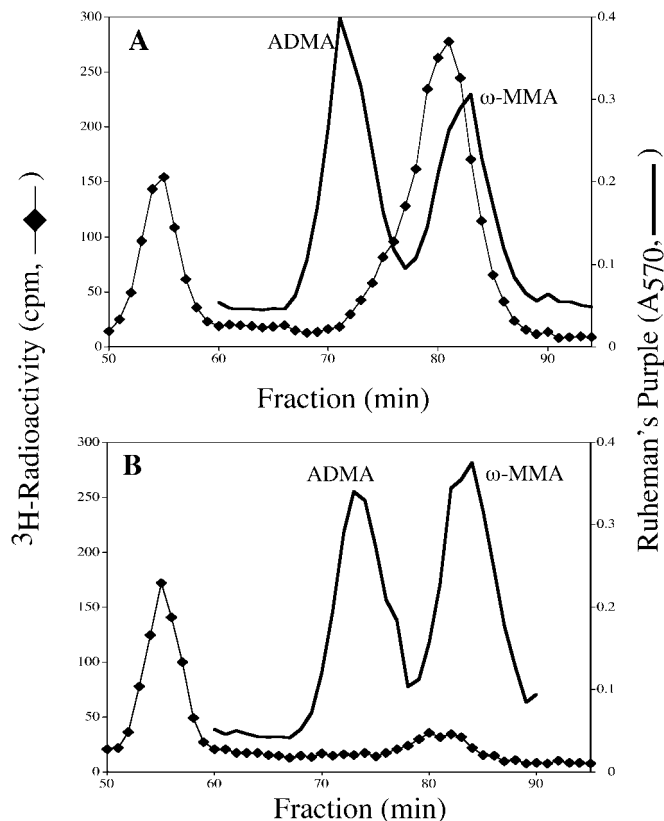 300
250
200
150
100
50
0
A
ADMA
ω-MMA
0.4
0.3
0.2
0.1
0
50 60 70 80 90
Fraction (min)
300
250
200
150
100
50
0
B
ADMA
ω-MMA
0.4
0.3
0.2
0.1
0
50 60 70 80 90
Fraction (min)
3H-Radioactivity (cpm, )
Ruheman's Purple (A570, )